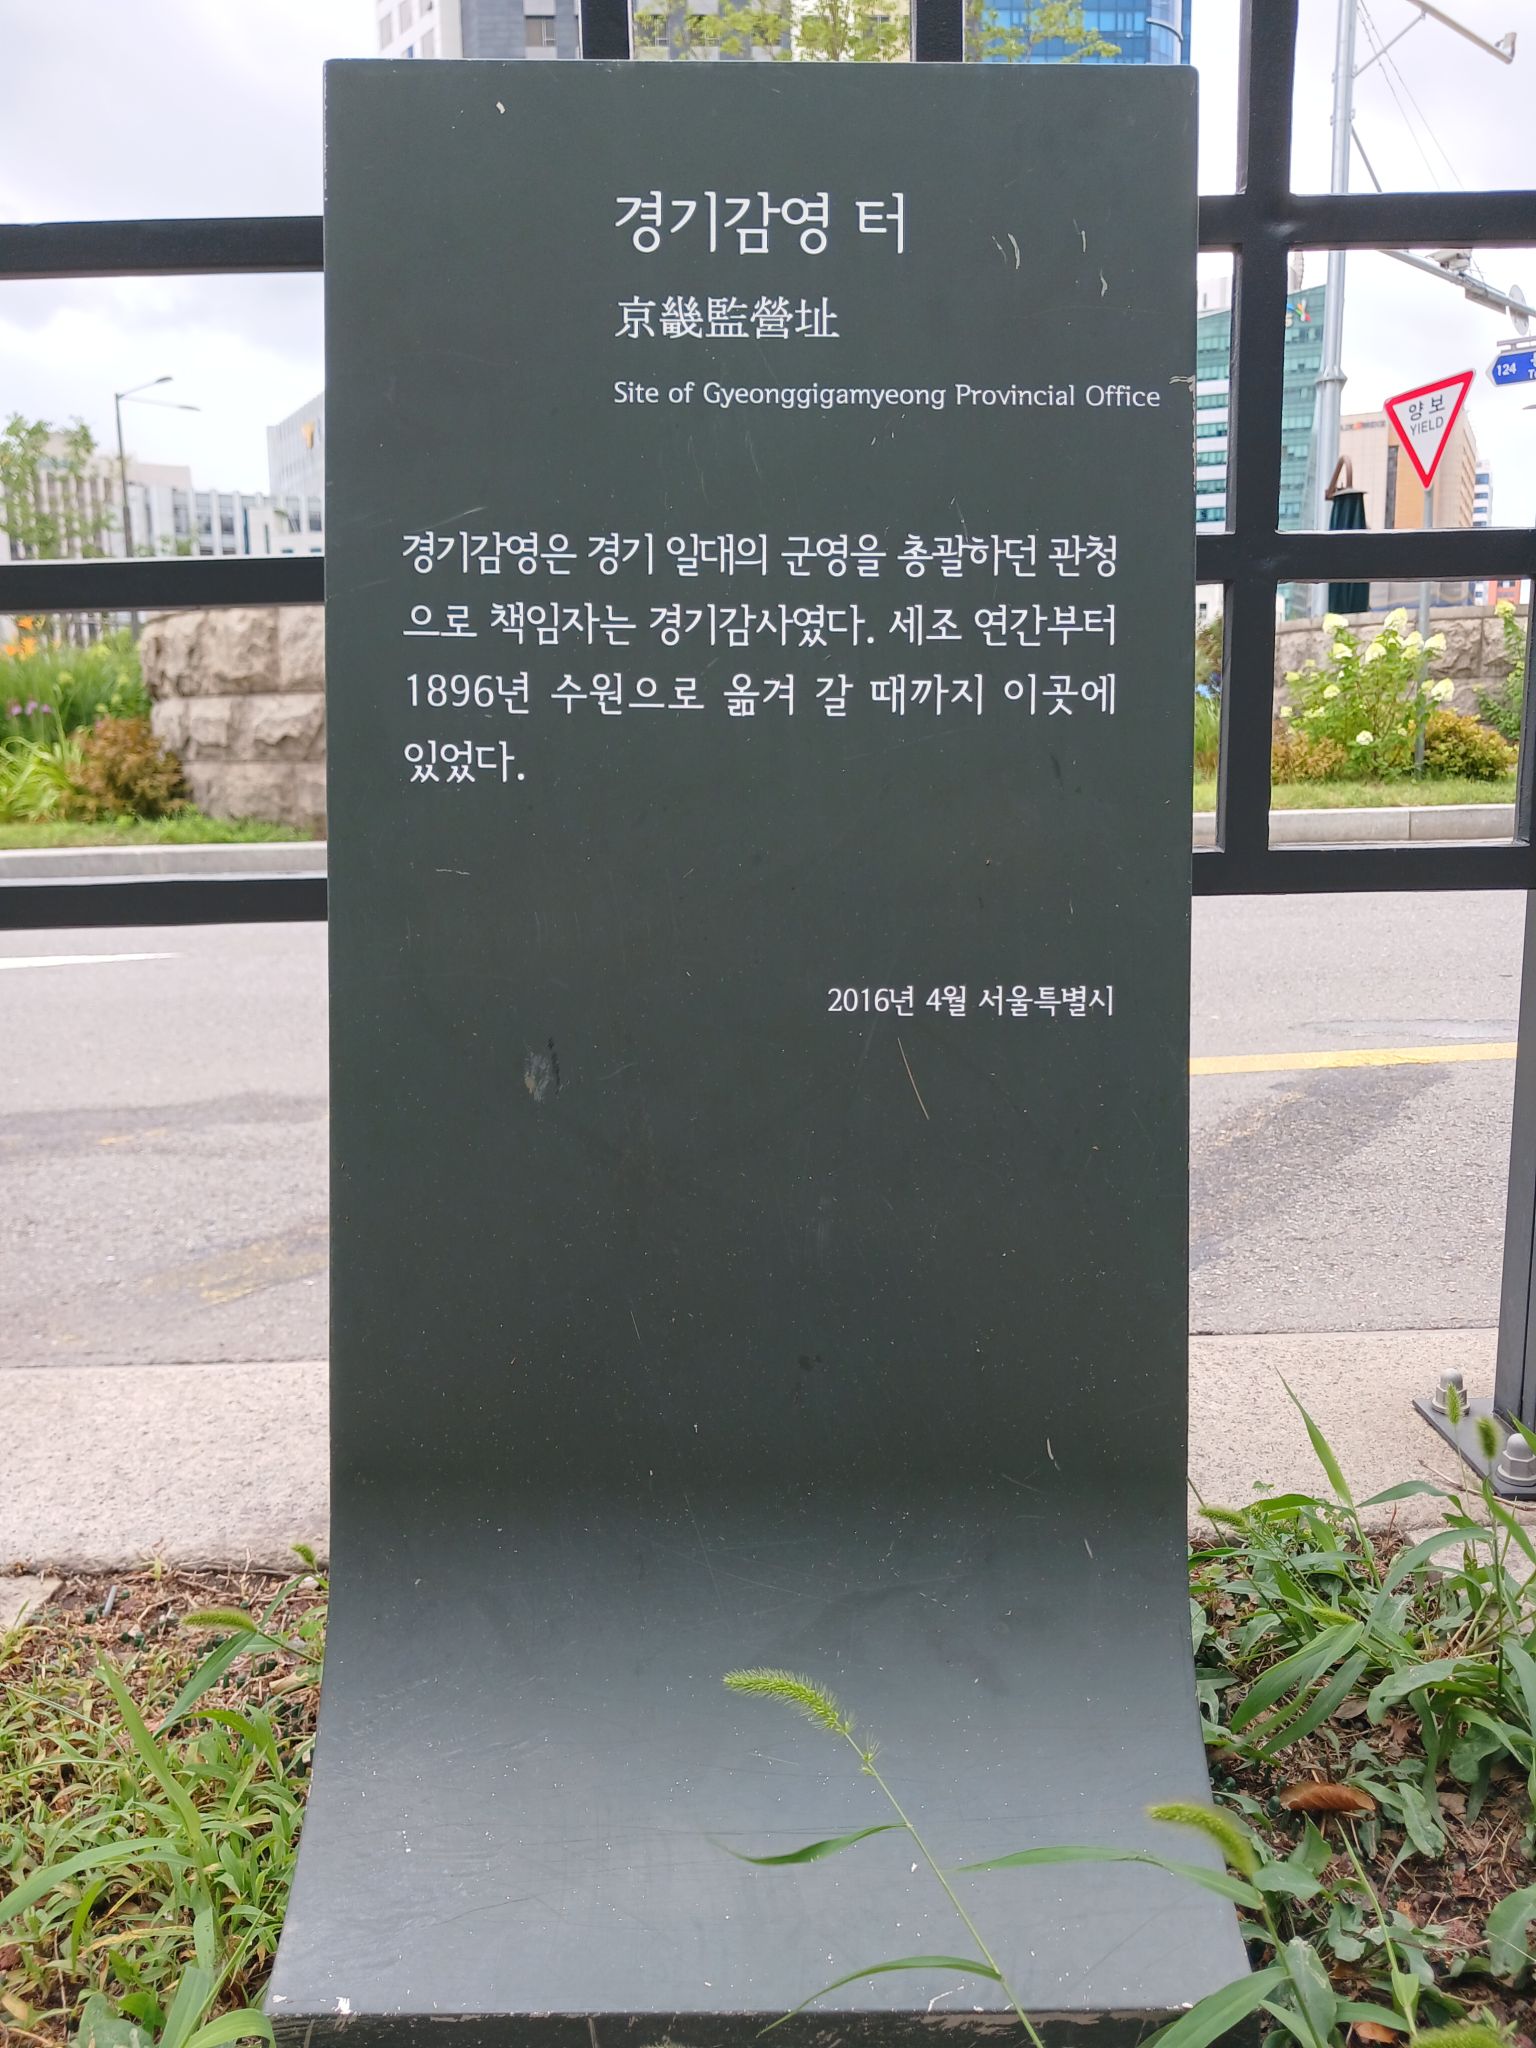 경기감영 터
京畿監營址
Site of Gyeonggigamyeong Provincial Office
경기감영은 경기 일대의 군영을 총괄하던 관청
으로 책임자는 경기감사였다. 세조 연간부터
1896년 수원으로 옮겨 갈 때까지 이곳에
있었다.
2016년 4월 서울특별시
양보
YIELD
124